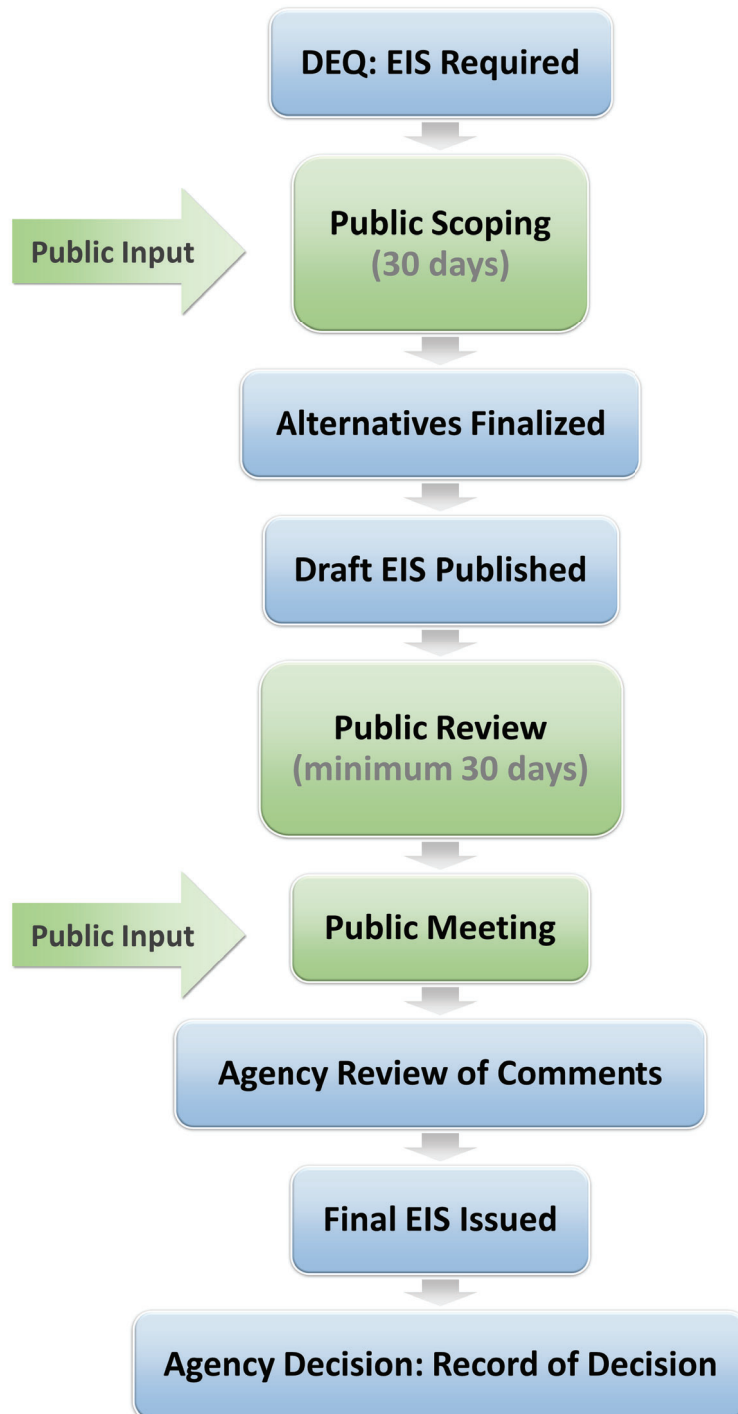 DEQ: EIS Required
Public Input
Public Scoping
(30 days)
Alternatives Finalized
Draft EIS Published
Public Review
(minimum 30 days)
Public Input
Public Meeting
Agency Review of Comments
Final EIS Issued
Agency Decision: Record of Decision